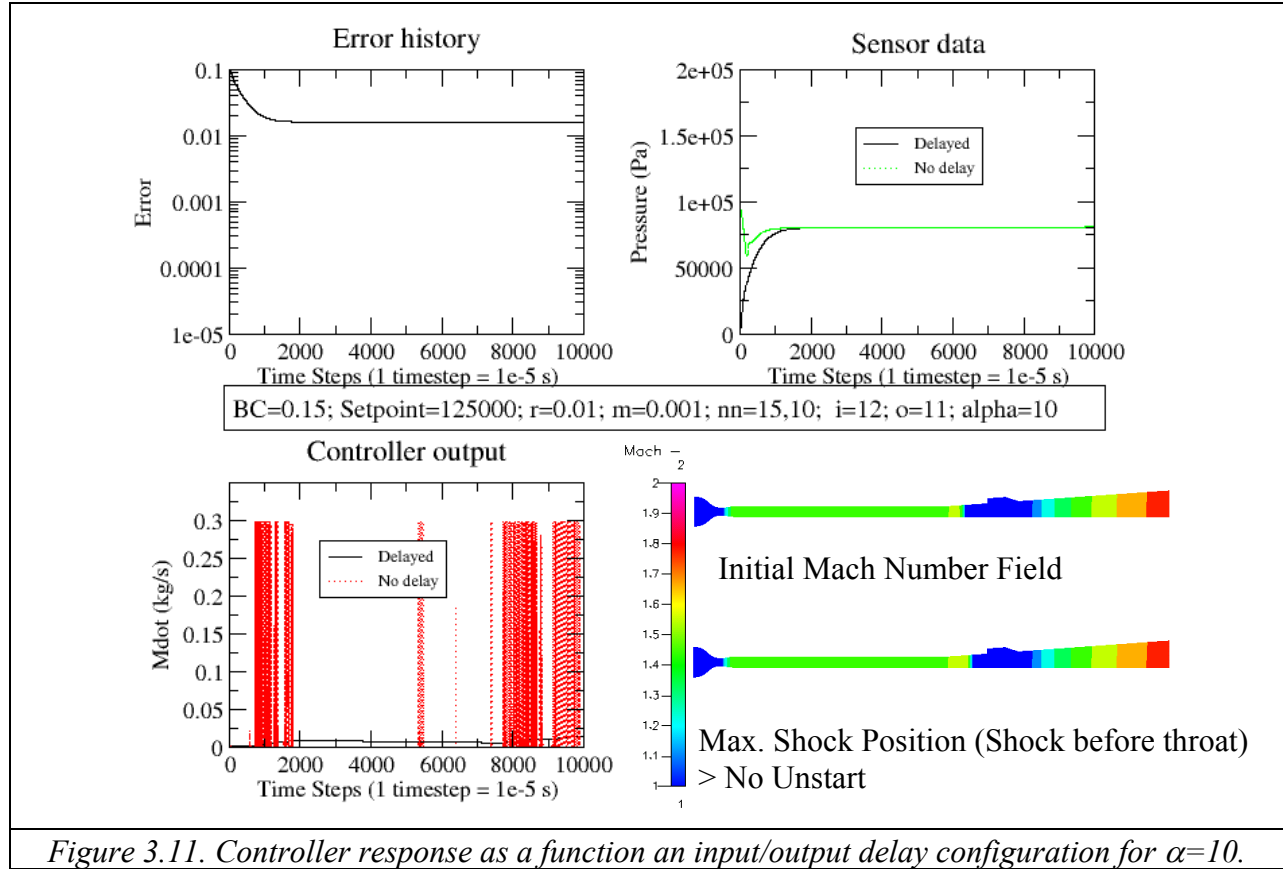 Error history
0.1
0.01
0.001
0.0001
1e-05
Error
0 2000 4000 6000 8000 10000
Time Steps (1 timestep = 1e-5 s)
Sensor data
2e+05
1.5e+05
1e+05
50000
0
Pressure (Pa)
Delayed
No delay
0 2000 4000 6000 8000 10000
Time Steps (1 timestep = 1e-5 s)
BC=0.15; Setpoint=125000; r=0.01; m=0.001; nn=15,10; i=12; o=11; alpha=10
Controller output
0.3
0.25
0.2
0.15
0.1
0.05
0
Mdot (kg/s)
Delayed
No delay
0 2000 4000 6000 8000 10000
Time Steps (1 timestep = 1e-5 s)
Mach –
2
2
1.9
1.8
1.7
1.6
1.5
1.4
1.3
1.2
1.1
1
1
Initial Mach Number Field
Max. Shock Position (Shock before throat)
> No Unstart
Figure 3.11. Controller response as a function an input/output delay configuration for α=10.